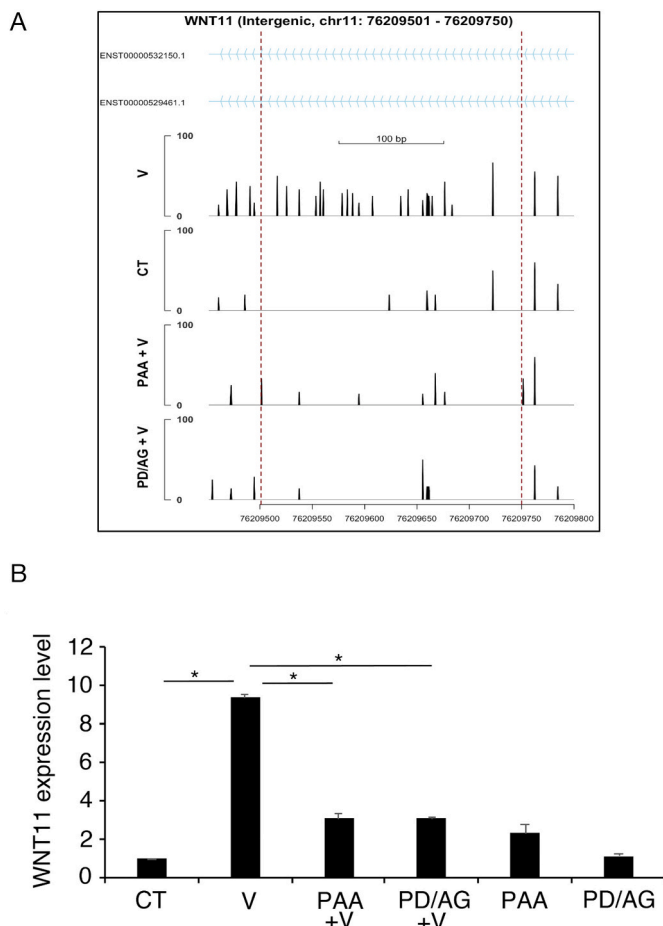 A
WNT11 (Intergenic, chr11: 76209501 - 76209750)
ENST00000532150.1
ENST00000529461.1
100
100 bp
V
0
100
CT
0
100
PAA + V
0
100
PD/AG + V
0
76209500 76209550 76209600 76209650 76209700 76209750 76209800
B
WNT11 expression level
12
10
8
6
4
2
0
*
*
*
CT V PAA PD/AG PAA PD/AG
+V +V